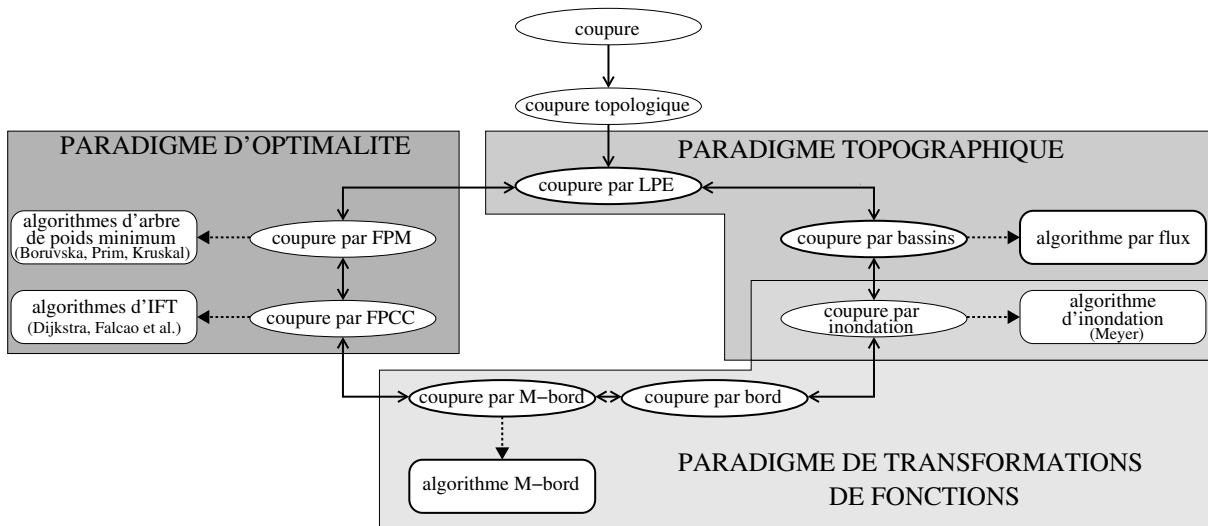 coupure
coupure topologique
PARADIGME D'OPTIMALITE
PARADIGME TOPOGRAPHIQUE
coupure par LPE
algorithmes d'arbre
de poids minimum
(Boruvska, Prim, Kruskal)
coupure par FPM
coupure par bassins
algorithme par flux
algorithmes d'IFT
(Dijkstra, Falcao et al.)
coupure par FPCC
coupure par
inondation
algorithme
d'inondation
(Meyer)
coupure par M−bord
coupure par bord
algorithme M−bord
PARADIGME DE TRANSFORMATIONS
DE FONCTIONS